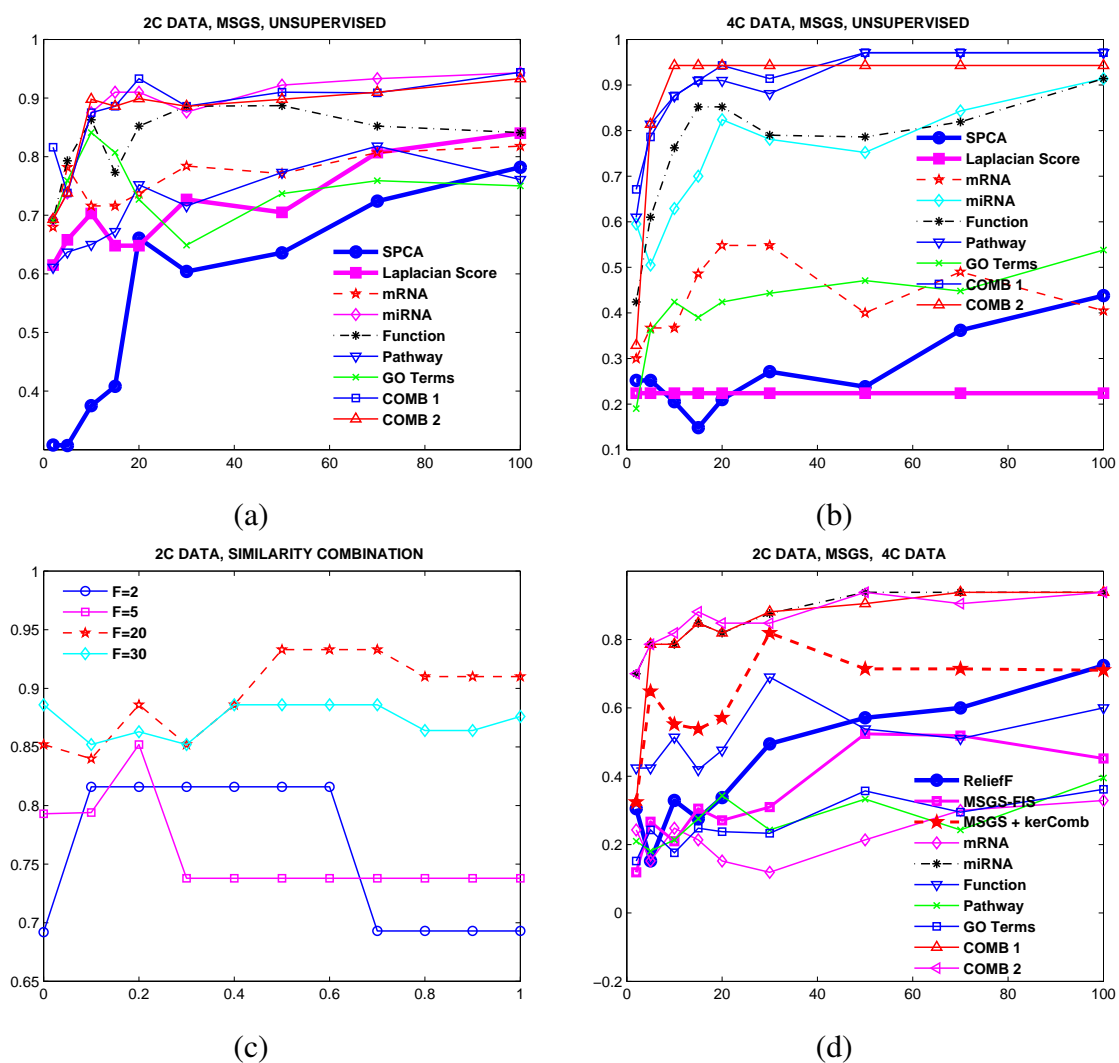 2C DATA, MSGS, UNSUPERVISED
1
0.9
0.8
0.7
0.6
0.5
0.4
0 20 40 60 80 100
SPCA
Laplacian Score
mRNA
miRNA
Function
Pathway
GO Terms
COMB 1
COMB 2
(a)
4C DATA, MSGS, UNSUPERVISED
1
0.9
0.8
0.7
0.6
0.5
0.4
0.3
0.2
0.1
0 20 40 60 80 100
SPCA
Laplacian Score
mRNA
miRNA
Function
Pathway
GO Terms
COMB 1
COMB 2
(b)
2C DATA, SIMILARITY COMBINATION
1
0.95
0.9
0.85
0.8
0.75
0.7
0.65
0 0.2 0.4 0.6 0.8 1
F=2
F=5
F=20
F=30
(c)
2C DATA, MSGS, 4C DATA
0.8
0.6
0.4
0.2
0
−0.2
0 20 40 60 80 100
ReliefF
MSGS-FIS
MSGS + kerComb
mRNA
miRNA
Function
Pathway
GO Terms
COMB 1
COMB 2
(d)